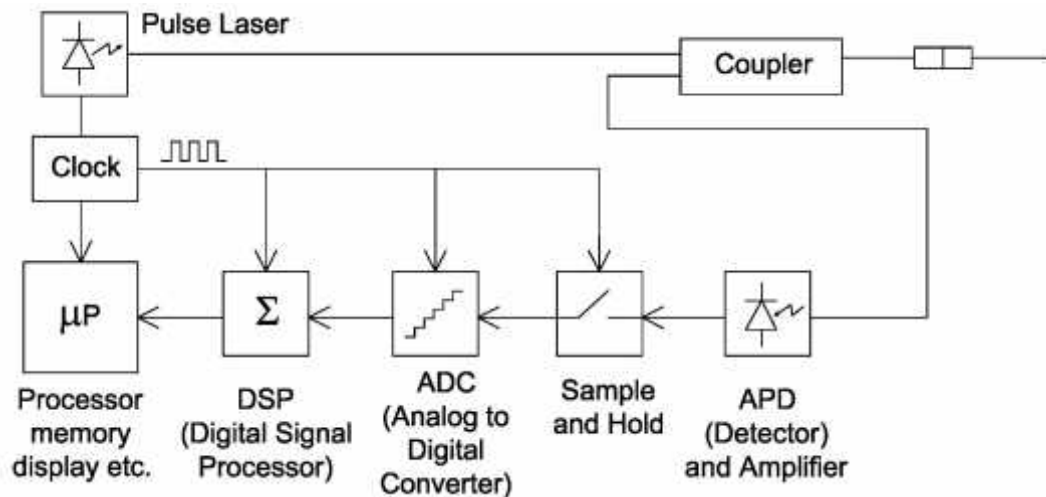 Pulse Laser
Coupler
Clock
μP
Σ
Processor
memory
display etc.
DSP
(Digital Signal
Processor)
ADC
(Analog to
Digital
Converter)
Sample
and Hold
APD
(Detector)
and Amplifier